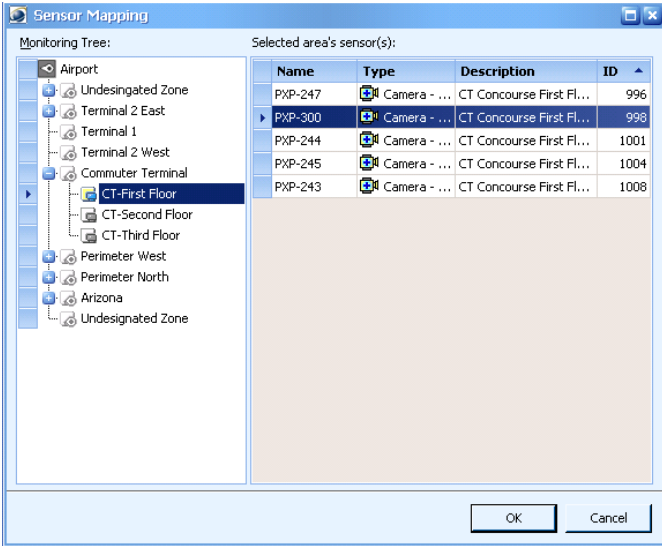 Sensor Mapping
Monitoring Tree:
Selected area's sensor(s):
Airport
Undesingated Zone
Terminal 2 East
Terminal 1
Terminal 2 West
Commuter Terminal
CT-First Floor
CT-Second Floor
CT-Third Floor
Perimeter West
Perimeter North
Arizona
Undesignated Zone
Name Type Description ID
PXP-247 Camera - ... CT Concourse First Fl... 996
PXP-300 Camera - ... CT Concourse First Fl... 998
PXP-244 Camera - ... CT Concourse First Fl... 1001
PXP-245 Camera - ... CT Concourse First Fl... 1004
PXP-243 Camera - ... CT Concourse First Fl... 1008
OK Cancel